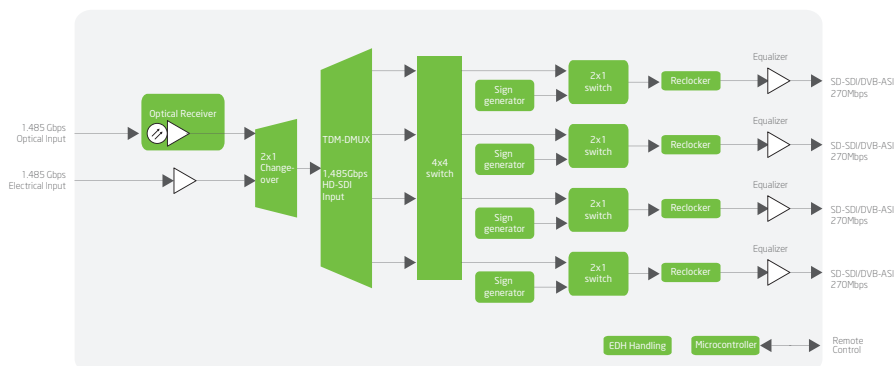 1.485 Gbps
Optical Input
1.485 Gbps
Electrical Input
Optical Receiver
2x1
Change-
over
TDM-DMUX
1,485Gbps
HD-SDI
Input
4x4
switch
Sign
generator
2x1
switch
Reclocker
Equalizer
SD-SDI/DVB-ASI
270Mbps
Sign
generator
2x1
switch
Reclocker
Equalizer
SD-SDI/DVB-ASI
270Mbps
Sign
generator
2x1
switch
Reclocker
Equalizer
SD-SDI/DVB-ASI
270Mbps
Sign
generator
2x1
switch
Reclocker
Equalizer
SD-SDI/DVB-ASI
270Mbps
EDH Handling
Microcontroller
Remote
Control